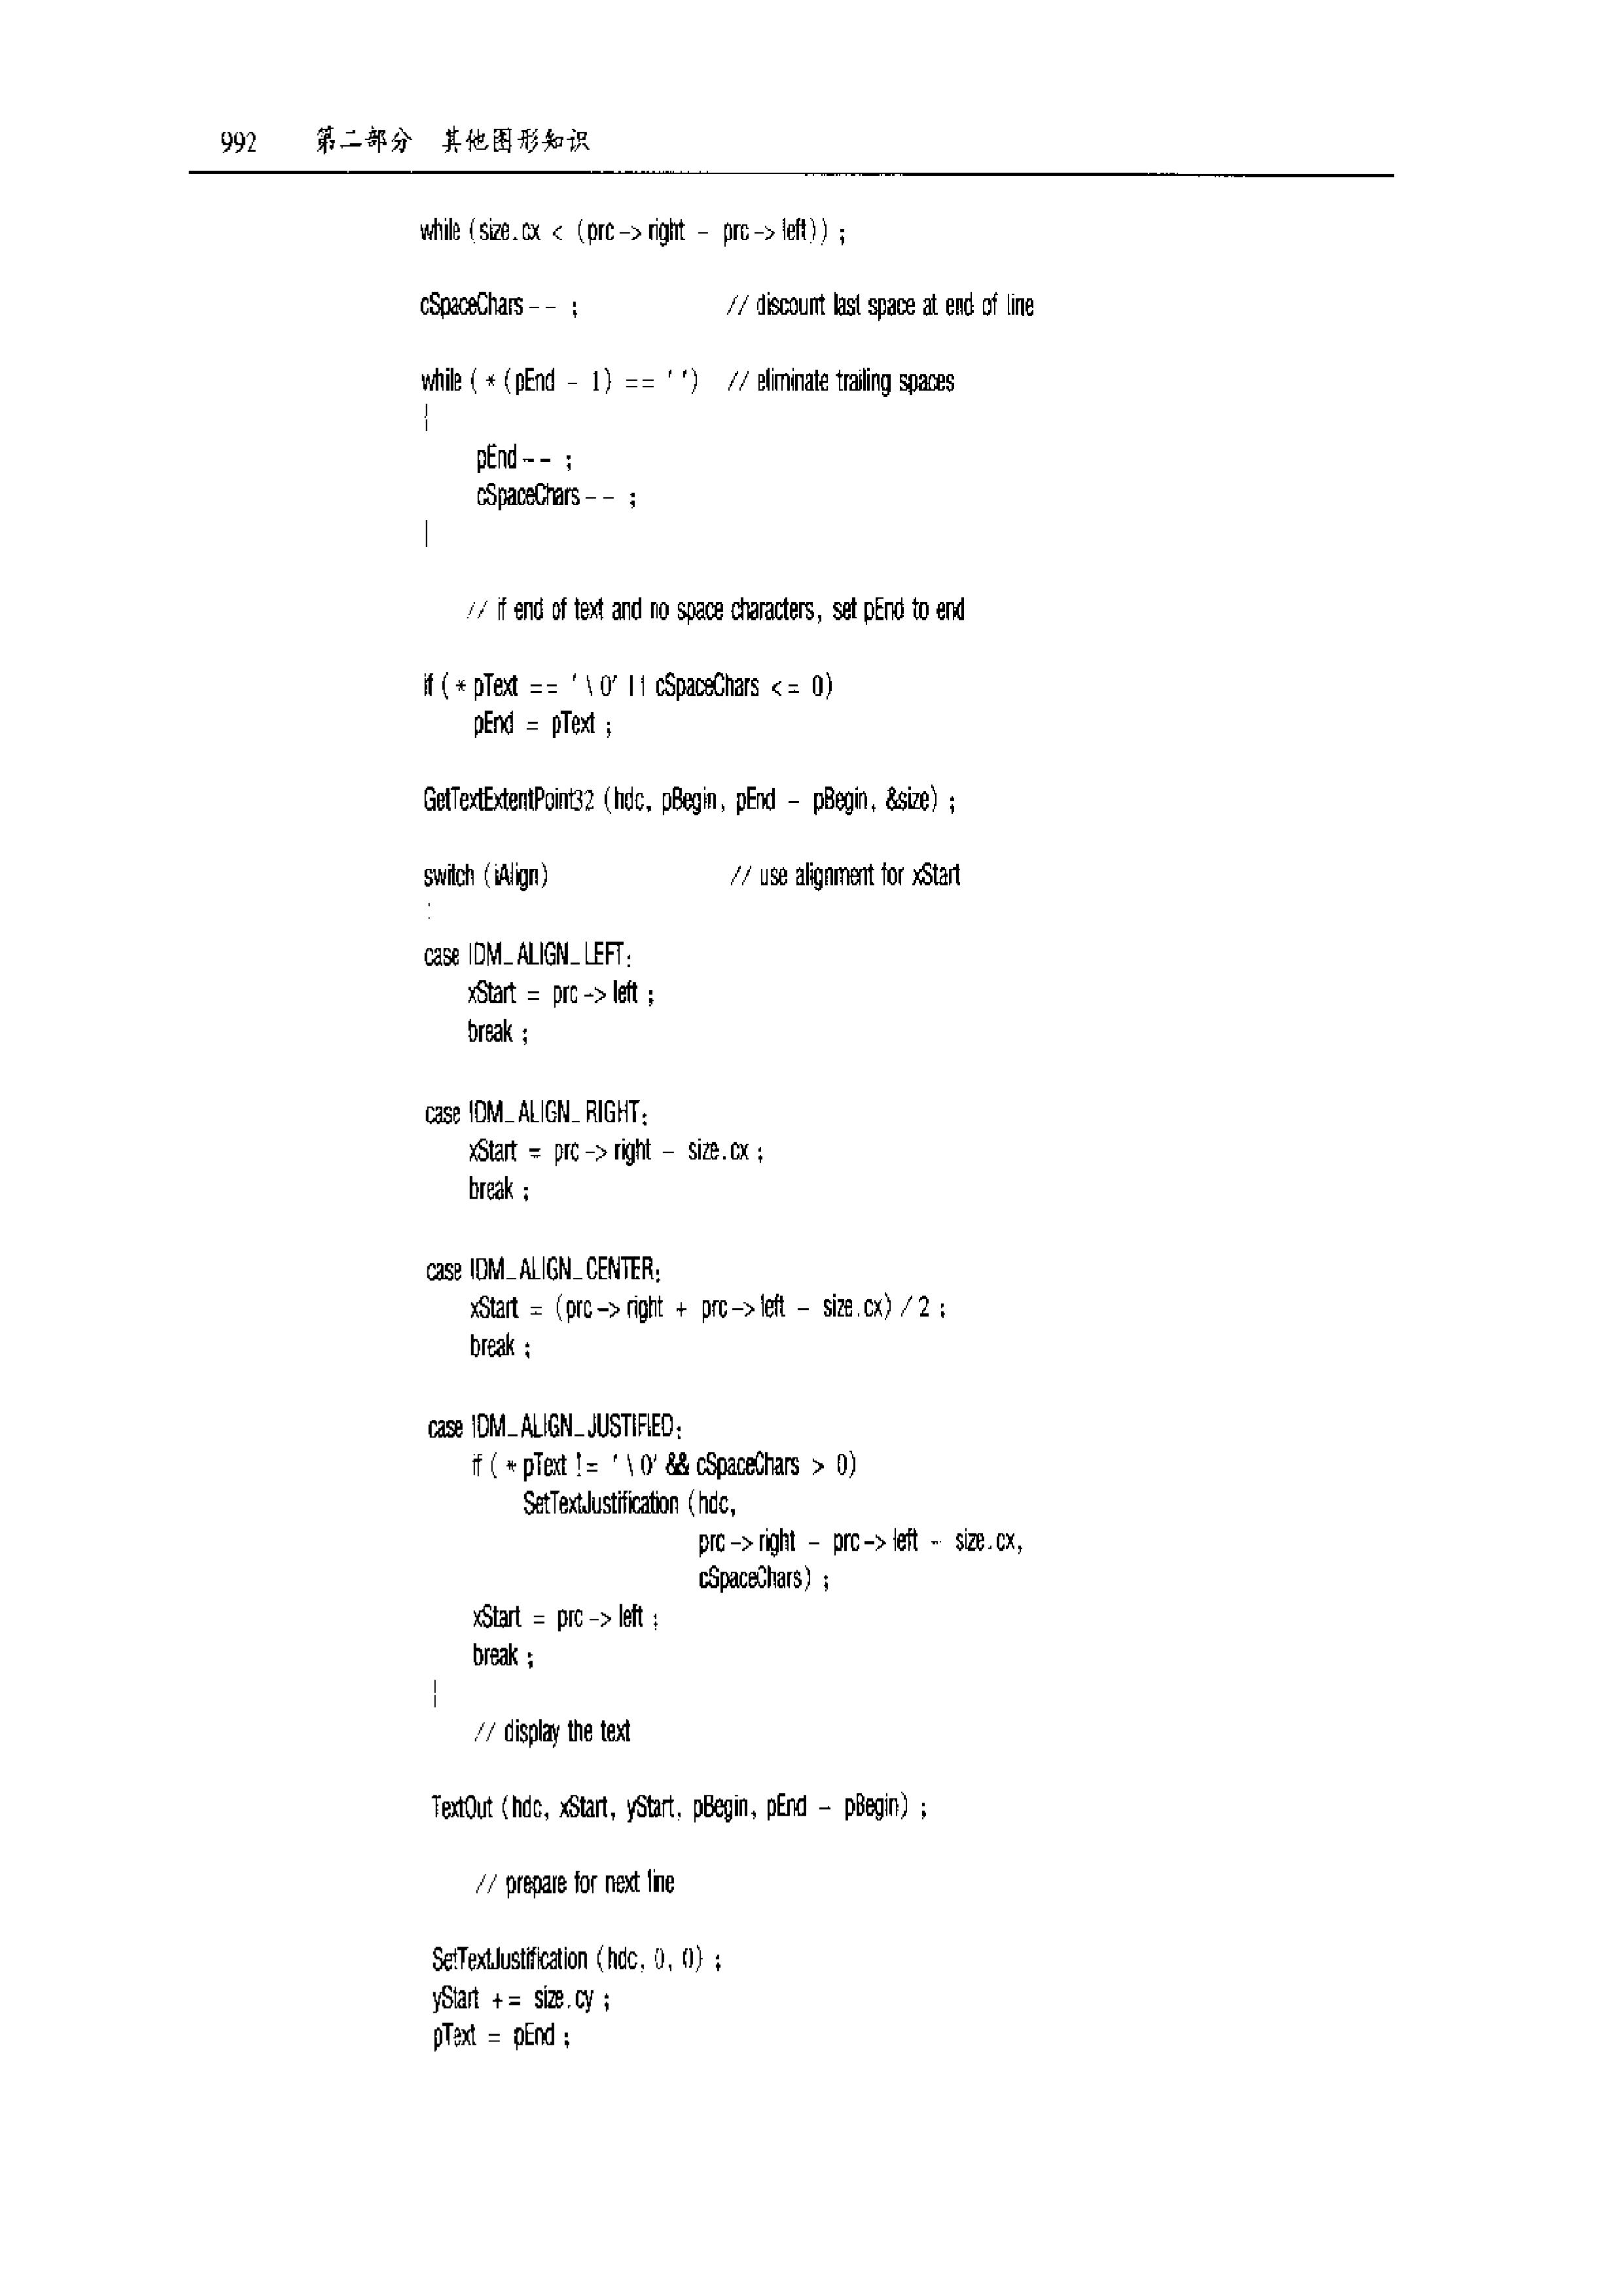 992 第二部分 其他图形知识
while (size.cx < (prc -> right - prc -> left)) ;
cSpaceChars -- ; // discount last space at end of line
while ( * (pEnd - 1) == ' ') // eliminate trailing spaces
{
pEnd -- ;
cSpaceChars -- ;
}
// if end of text and no space characters, set pEnd to end
if ( * pText == ' \ 0' || cSpaceChars <= 0)
pEnd = pText ;
GetTextExtentPoint32 (hdc, pBegin, pEnd - pBegin, &size) ;
switch (iAlign) // use alignment for xStart
{
case IDM_ALIGN_LEFT:
xStart = prc -> left ;
break ;
case IDM_ALIGN_RIGHT:
xStart = prc -> right - size.cx ;
break ;
case IDM_ALIGN_CENTER:
xStart = (prc -> right + prc -> left - size.cx) / 2 ;
break ;
case IDM_ALIGN_JUSTIFIED:
if ( * pText != ' \ 0' && cSpaceChars > 0)
SetTextJustification (hdc,
prc -> right - prc -> left - size.cx,
cSpaceChars) ;
xStart = prc -> left ;
break ;
}
// display the text
TextOut (hdc, xStart, yStart, pBegin, pEnd - pBegin) ;
// prepare for next line
SetTextJustification (hdc, 0, 0) ;
yStart += size.cy ;
pText = pEnd ;